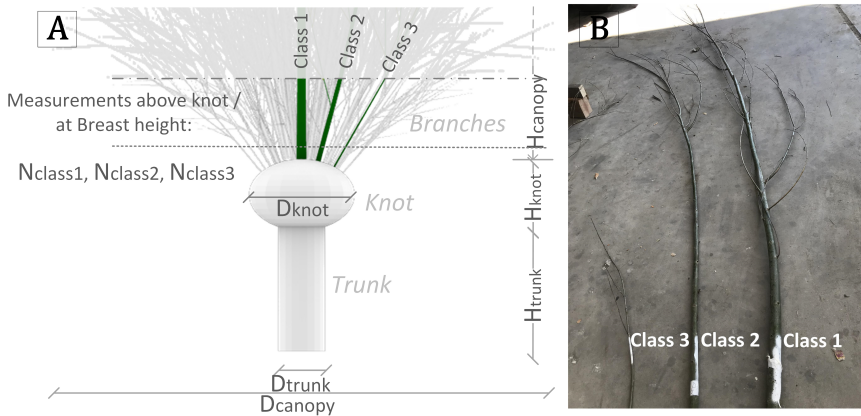 A
Class 1
Class 2
Class 3
Measurements above knot /
at Breast height:
Branches
Nclass1, Nclass2, Nclass3
Dknot
Knot
Trunk
Hcanopy
Hknot
Htrunk
Dtrunk
Dcanopy
B
Class 3
Class 2
Class 1